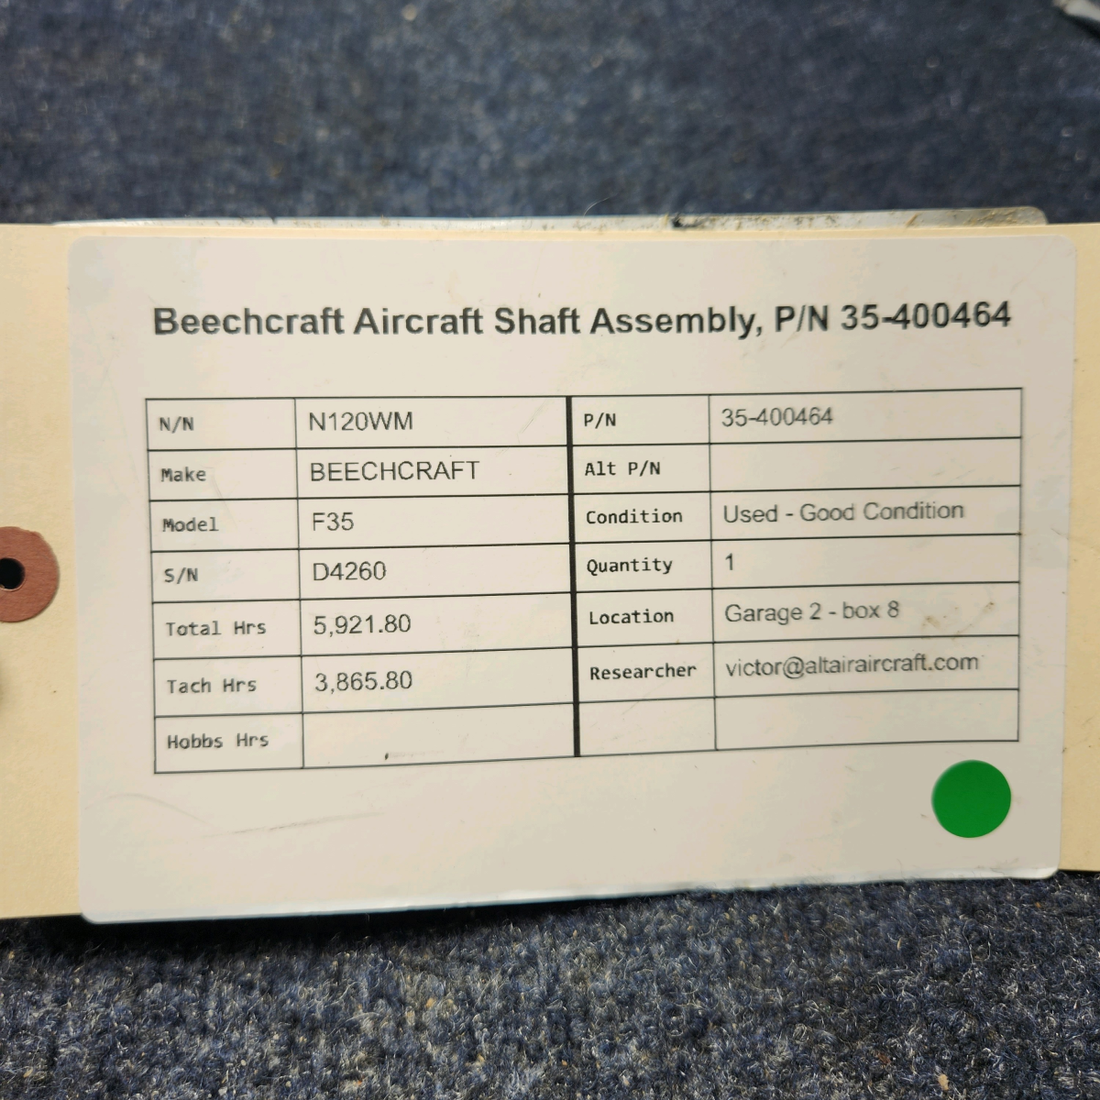 Beechcraft Aircraft Shaft Assembly, P/N 35-400464
N/N N120WM P/N 35-400464
Make BEECHCRAFT Alt P/N
Model F35 Condition Used - Good Condition
S/N D4260 Quantity 1
Total Hrs 5,921.80 Location Garage 2 - box 8
Tach Hrs 3,865.80 Researcher victor@altairaircraft.com
Hobbs Hrs